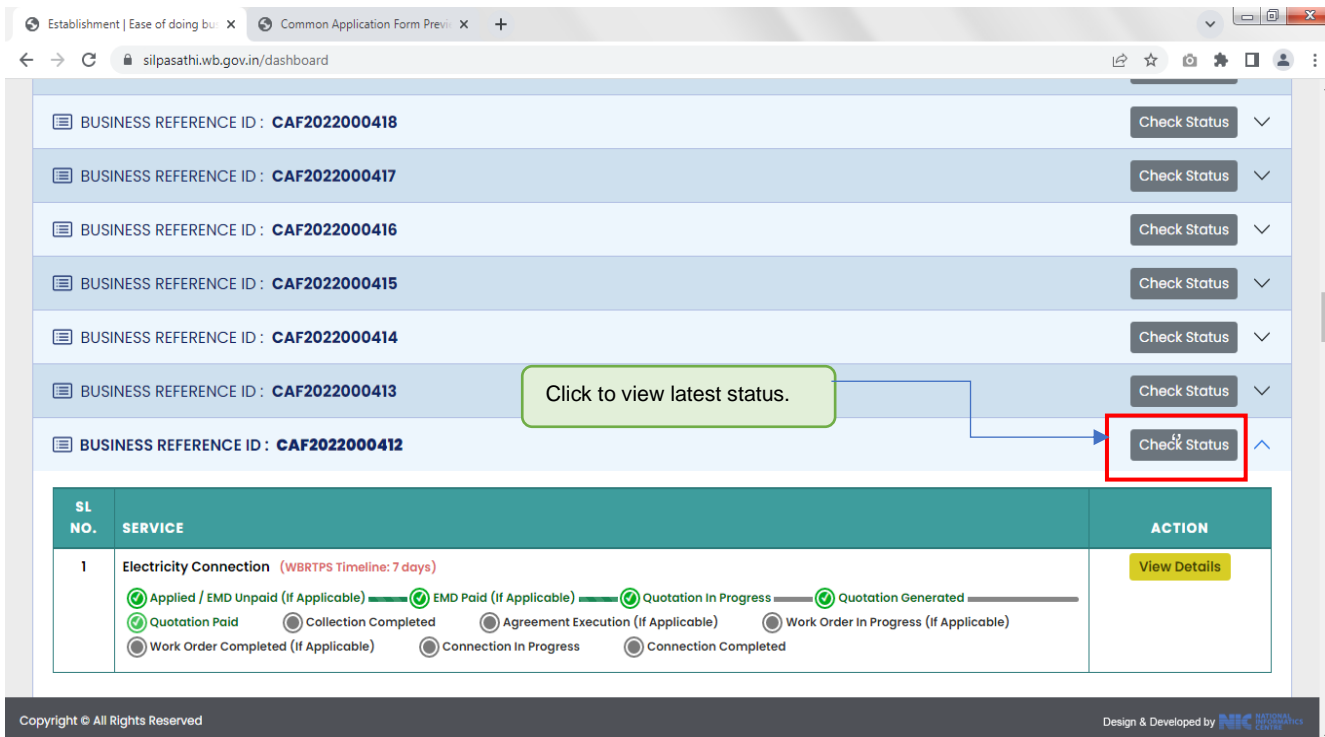 Establishment | Ease of doing bus
Common Application Form Previ
silpasathi.wb.gov.in/dashboard
BUSINESS REFERENCE ID : CAF2022000418 Check Status
BUSINESS REFERENCE ID : CAF2022000417 Check Status
BUSINESS REFERENCE ID : CAF2022000416 Check Status
BUSINESS REFERENCE ID : CAF2022000415 Check Status
BUSINESS REFERENCE ID : CAF2022000414 Check Status
BUSINESS REFERENCE ID : CAF2022000413 Check Status
Click to view latest status.
BUSINESS REFERENCE ID : CAF2022000412 Check Status
SL NO. SERVICE ACTION
1 Electricity Connection (WBRTPS Timeline: 7 days) View Details
Applied / EMD Unpaid (If Applicable) EMD Paid (If Applicable) Quotation In Progress Quotation Generated
Quotation Paid Collection Completed Agreement Execution (If Applicable) Work Order In Progress (If Applicable)
Work Order Completed (If Applicable) Connection In Progress Connection Completed
Copyright © All Rights Reserved Design & Developed by NIC NATIONAL INFORMATICS CENTRE